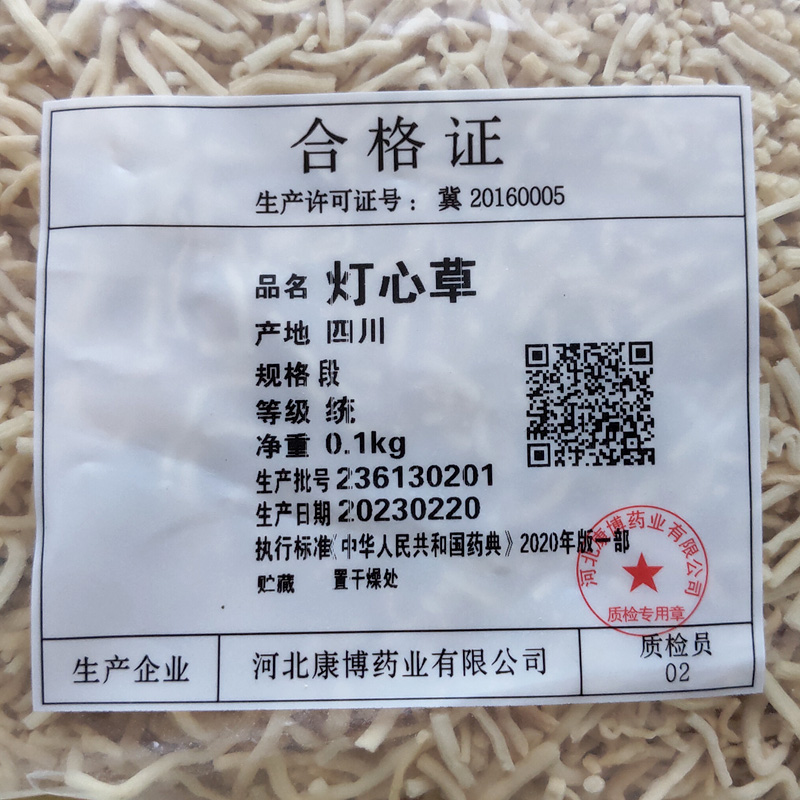 合格证
生产许可证号：冀 20160005
品名 灯心草
产地 四川
规格 段
等级 统
净重 0.1kg
生产批号 236130201
生产日期 20230220
执行标准《中华人民共和国药典》2020年版一部
贮藏 置干燥处
河北康博药业有限公司
质检专用章
生产企业 河北康博药业有限公司
质检员
02